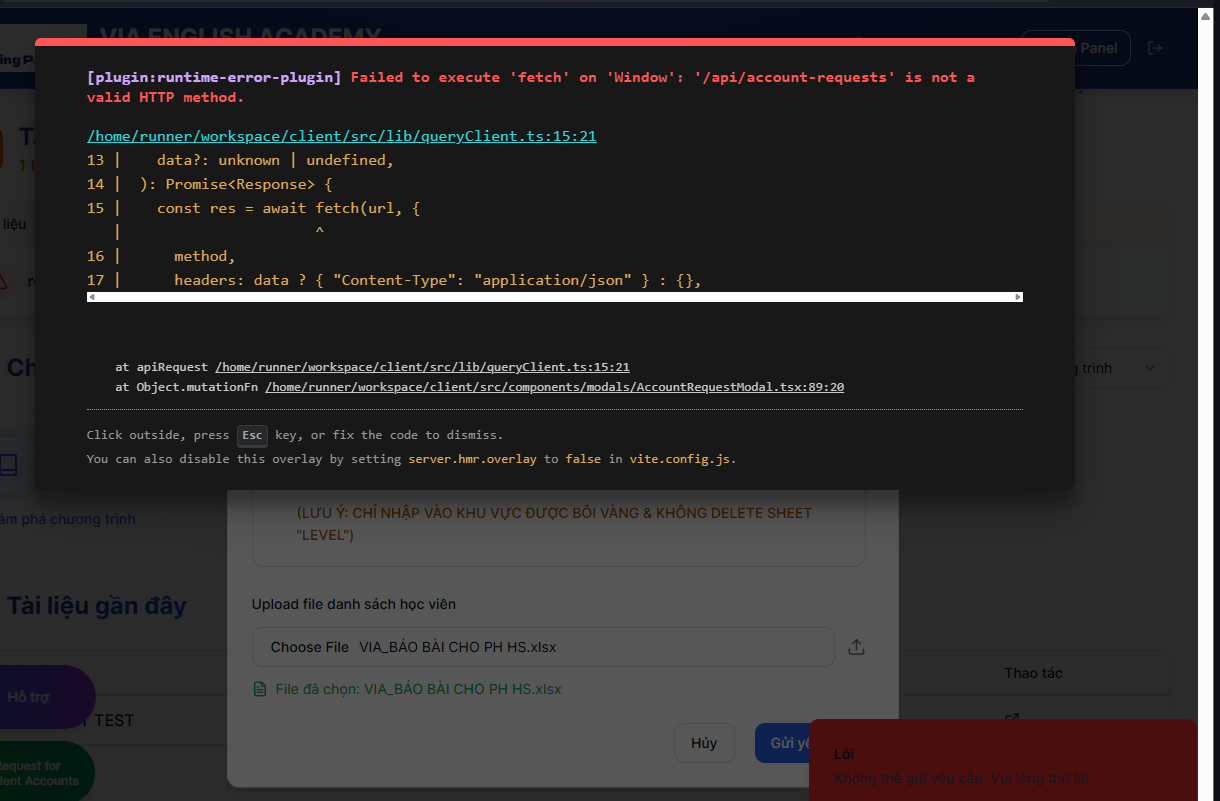 VIA ENGLISH ACADEMY
Panel
[plugin:runtime-error-plugin] Failed to execute 'fetch' on 'Window': '/api/account-requests' is not a
valid HTTP method.
/home/runner/workspace/client/src/lib/queryClient.ts:15:21
13 |    data?: unknown | undefined,
14 |  ): Promise<Response> {
15 |    const res = await fetch(url, {
|                      ^
16 |      method,
17 |      headers: data ? { "Content-Type": "application/json" } : {},
liệu
at apiRequest /home/runner/workspace/client/src/lib/queryClient.ts:15:21
trình
at Object.mutationFn /home/runner/workspace/client/src/components/modals/AccountRequestModal.tsx:89:20
Click outside, press Esc key, or fix the code to dismiss.
You can also disable this overlay by setting server.hmr.overlay to false in vite.config.js.
chương trình
(LƯU Ý: CHỈ NHẬP VÀO KHU VỰC ĐƯỢC BÔI VÀNG & KHÔNG DELETE SHEET
"LEVEL")
Upload file danh sách học viên
Tài liệu gần đây
Choose File VIA_BÁO BÀI CHO PH HS.xlsx
Thao tác
File đã chọn: VIA_BÁO BÀI CHO PH HS.xlsx
Hỗ trợ
TEST
Hủy
Gửi
Lỗi
Request for
Accounts
Không thể gửi yêu cầu. Vui lòng thử lại.